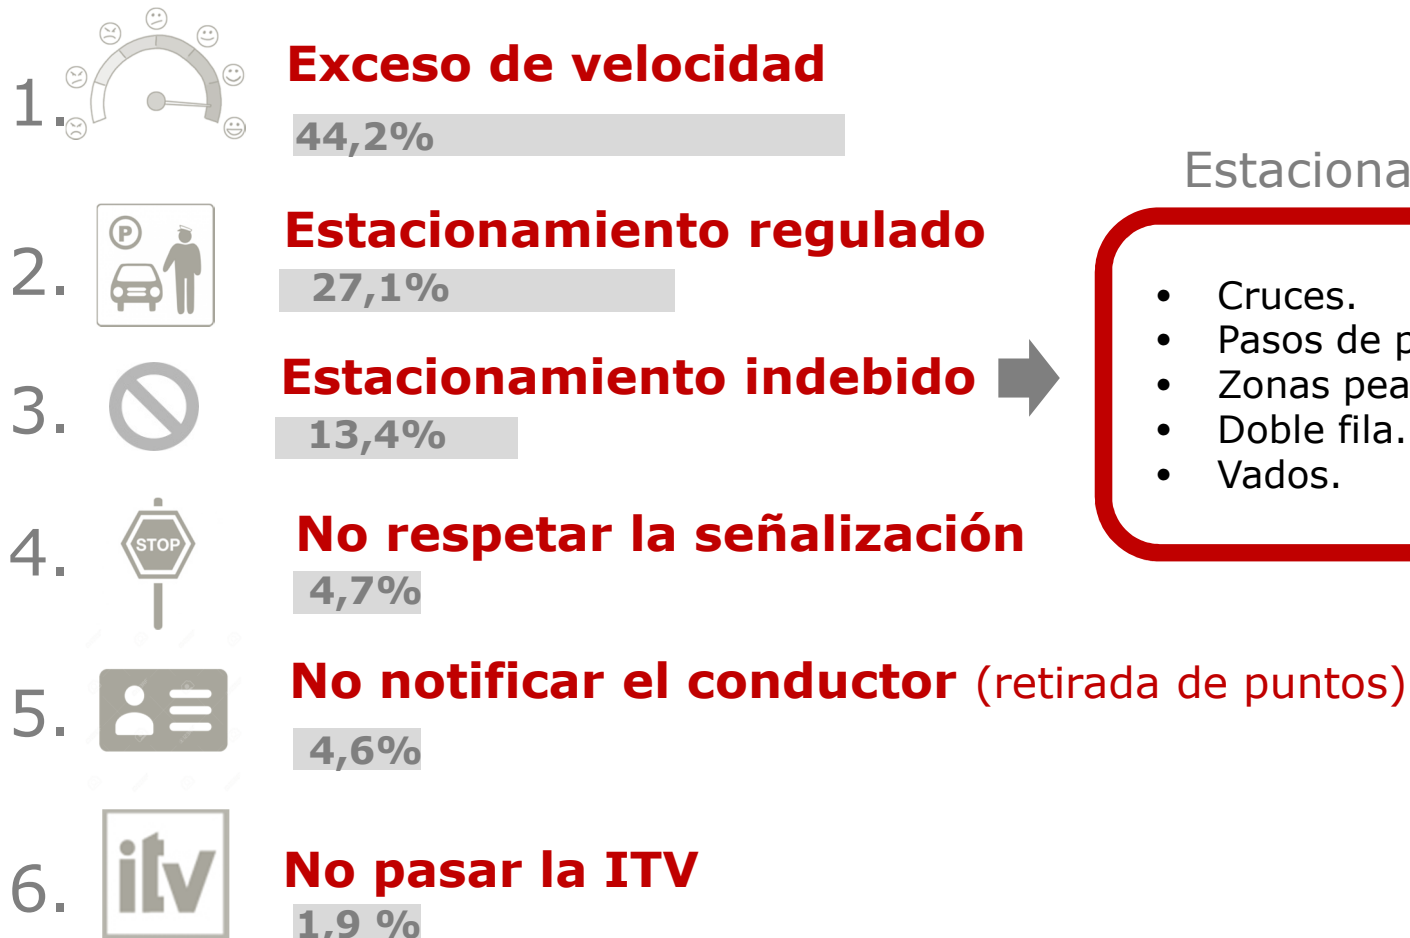 1.
Exceso de velocidad
44,2%
2.
P
Estacionamiento regulado
27,1%
3.
Estacionamiento indebido
13,4%
Estaciona
• Cruces.
• Pasos de p
• Zonas pea
• Doble fila.
• Vados.
4.
STOP
No respetar la señalización
4,7%
5.
No notificar el conductor (retirada de puntos)
4,6%
6.
itv
No pasar la ITV
1,9 %